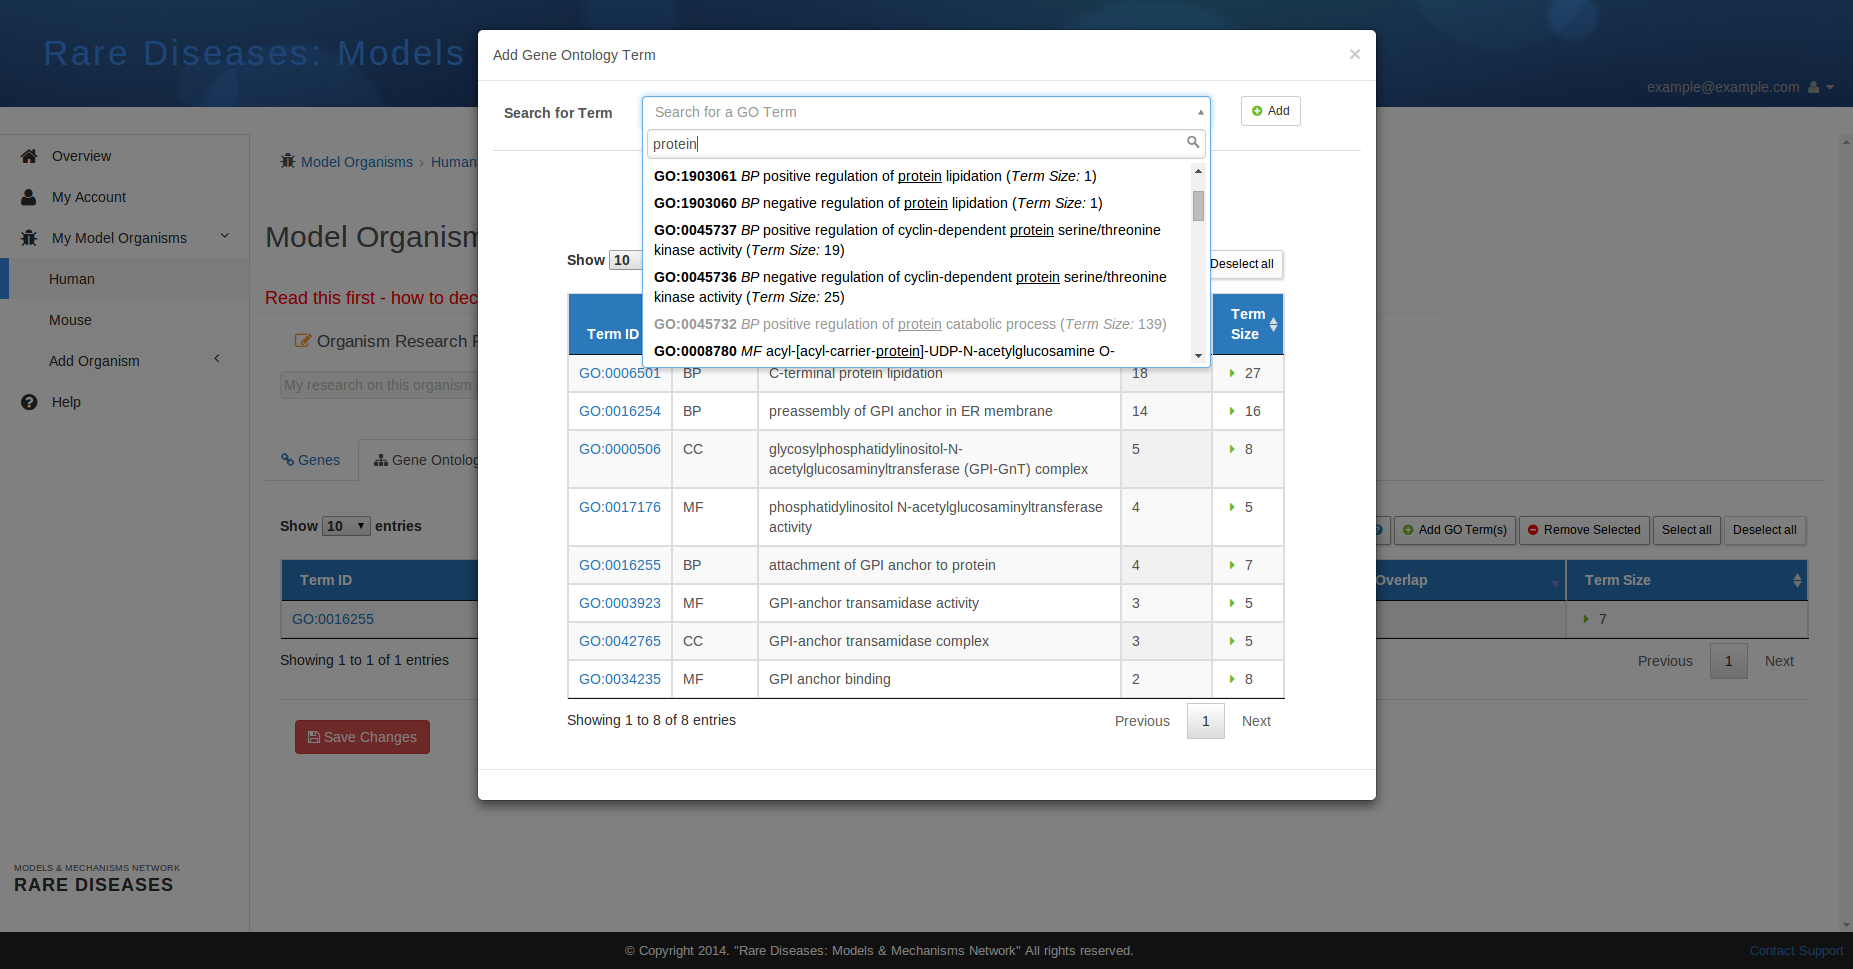 Rare Diseases: Models
example@example.com
Add Gene Ontology Term
×
Search for Term
Search for a GO Term
Add
protein
GO:1903061 BP positive regulation of protein lipidation (Term Size: 1)
GO:1903060 BP negative regulation of protein lipidation (Term Size: 1)
GO:0045737 BP positive regulation of cyclin-dependent protein serine/threonine
kinase activity (Term Size: 19)
GO:0045736 BP negative regulation of cyclin-dependent protein serine/threonine
kinase activity (Term Size: 25)
GO:0045732 BP positive regulation of protein catabolic process (Term Size: 139)
GO:0008780 MF acyl-[acyl-carrier-protein]-UDP-N-acetylglucosamine O-
Show 10
Deselect all
Term ID
Term
Size
GO:0006501 BP C-terminal protein lipidation 18 27
GO:0016254 BP preassembly of GPI anchor in ER membrane 14 16
GO:0000506 CC glycosylphosphatidylinositol-N-
acetylglucosaminyltransferase (GPI-GnT) complex 5 8
GO:0017176 MF phosphatidylinositol N-acetylglucosaminyltransferase
activity 4 5
GO:0016255 BP attachment of GPI anchor to protein 4 7
GO:0003923 MF GPI-anchor transamidase activity 3 5
GO:0042765 CC GPI-anchor transamidase complex 3 5
GO:0034235 MF GPI anchor binding 2 8
Showing 1 to 8 of 8 entries
Previous 1 Next
Overview
My Account
My Model Organisms
Human
Mouse
Add Organism
Help
MODELS & MECHANISMS NETWORK
RARE DISEASES
Model Organisms > Human
Model Organism
Read this first - how to dec
Organism Research
My research on this organism
Genes
Gene Ontolog
Show 10 entries
Add GO Term(s)
Remove Selected
Select all
Deselect all
Term ID
Overlap
Term Size
GO:0016255
7
Showing 1 to 1 of 1 entries
Previous 1 Next
Save Changes
© Copyright 2014. "Rare Diseases: Models & Mechanisms Network" All rights reserved.
Contact Support